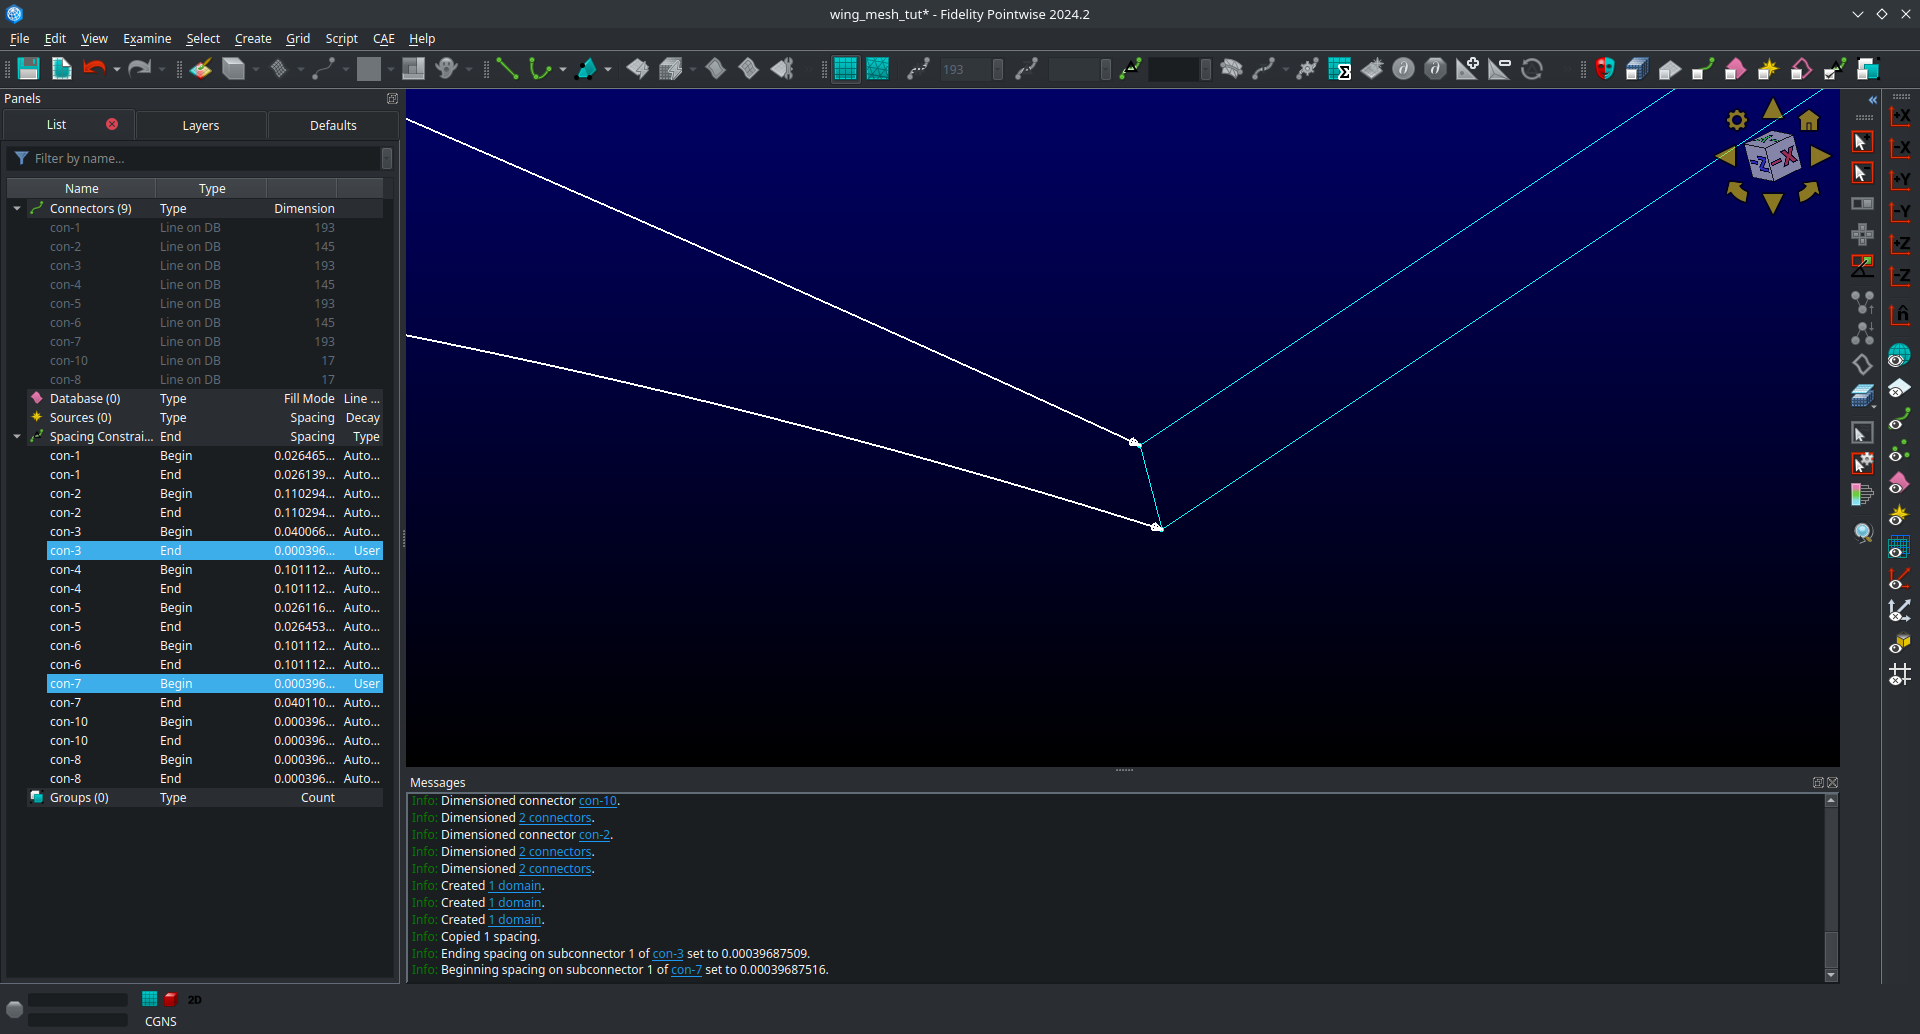 wing_mesh_tut* - Fidelity Pointwise 2024.2
File Edit View Examine Select Create Grid Script CAE Help
193
Panels
List Layers Defaults
Filter by name...
Name Type
Connectors (9) Type Dimension
con-1 Line on DB 193
con-2 Line on DB 145
con-3 Line on DB 193
con-4 Line on DB 145
con-5 Line on DB 193
con-6 Line on DB 145
con-7 Line on DB 193
con-10 Line on DB 17
con-8 Line on DB 17
Database (0) Type Fill Mode Line ...
Sources (0) Type Spacing Decay
Spacing Constrai... End Spacing Type
con-1 Begin 0.026465... Auto...
con-1 End 0.026139... Auto...
con-2 Begin 0.110294... Auto...
con-2 End 0.110294... Auto...
con-3 Begin 0.040066... Auto...
con-3 End 0.000396... User
con-4 Begin 0.101112... Auto...
con-4 End 0.101112... Auto...
con-5 Begin 0.026116... Auto...
con-5 End 0.026453... Auto...
con-6 Begin 0.101112... Auto...
con-6 End 0.101112... Auto...
con-7 Begin 0.000396... User
con-7 End 0.040110... Auto...
con-10 Begin 0.000396... Auto...
con-10 End 0.000396... Auto...
con-8 Begin 0.000396... Auto...
con-8 End 0.000396... Auto...
Groups (0) Type Count
-Z -X
+X
-X
+Y
-Y
+Z
-Z
n
Messages
Info: Dimensioned connector con-10.
Info: Dimensioned 2 connectors.
Info: Dimensioned connector con-2.
Info: Dimensioned 2 connectors.
Info: Dimensioned 2 connectors.
Info: Created 1 domain.
Info: Created 1 domain.
Info: Created 1 domain.
Info: Copied 1 spacing.
Info: Ending spacing on subconnector 1 of con-3 set to 0.00039687509.
Info: Beginning spacing on subconnector 1 of con-7 set to 0.00039687516.
2D
CGNS